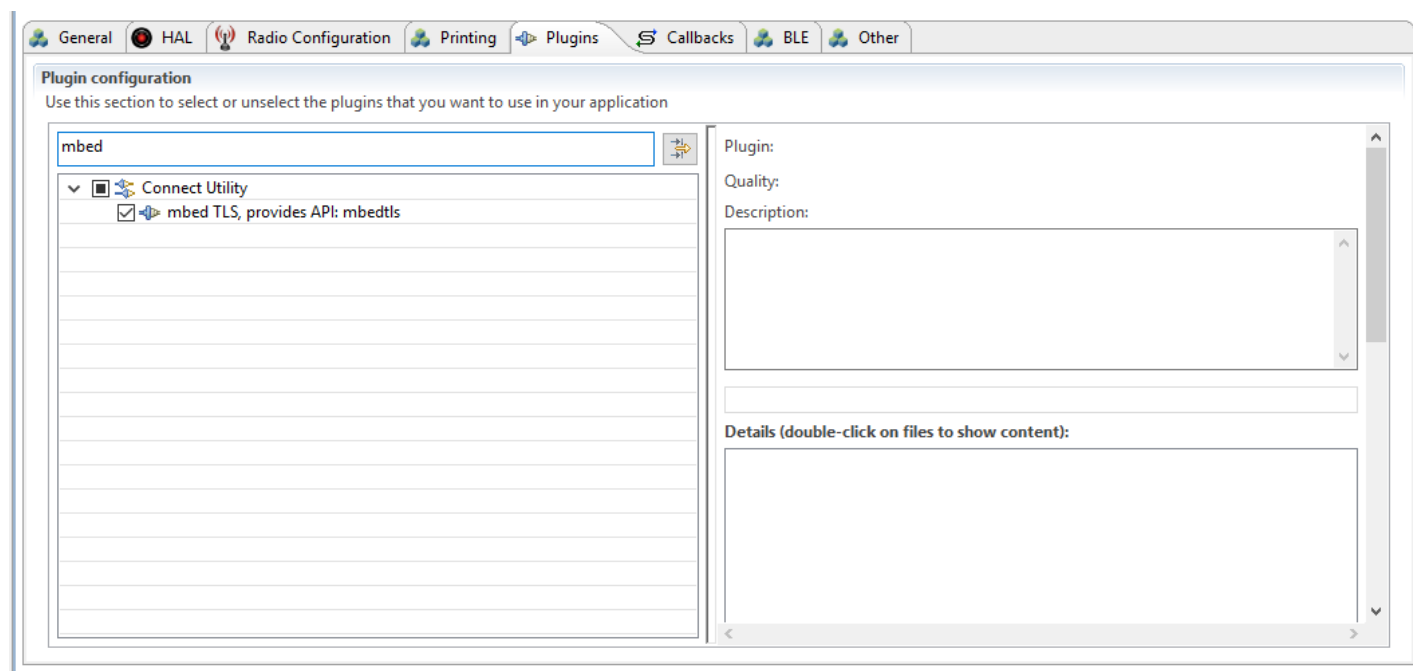 General HAL Radio Configuration Printing Plugins Callbacks BLE Other
Plugin configuration
Use this section to select or unselect the plugins that you want to use in your application
mbed
Connect Utility
mbed TLS, provides API: mbedtls
Plugin:
Quality:
Description:
Details (double-click on files to show content):